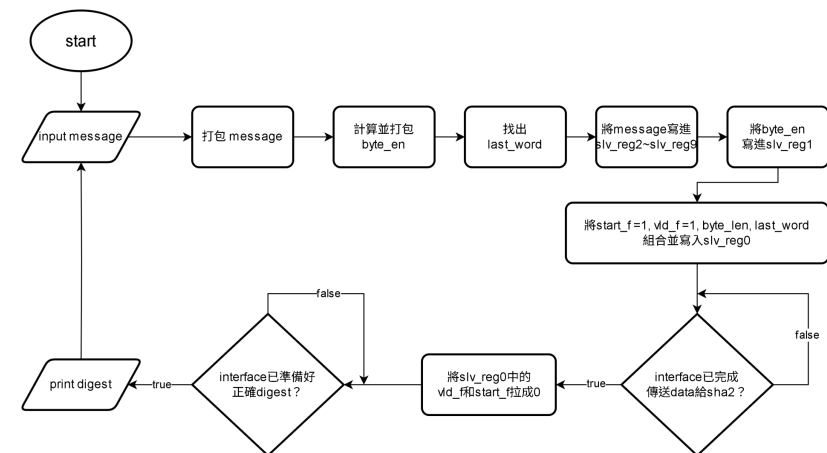 start
input message
打包 message
計算並打包
byte_en
找出
last_word
將message寫進
slv_reg2~slv_reg9
將byte_en
寫進slv_reg1
將start_f =1, vld_f =1, byte_len, last_word
組合並寫入slv_reg0
false
interface已完成
傳送data給sha2？
true
將slv_reg0中的
vld_f和start_f拉成0
false
interface已準備好
正確digest？
true
print digest